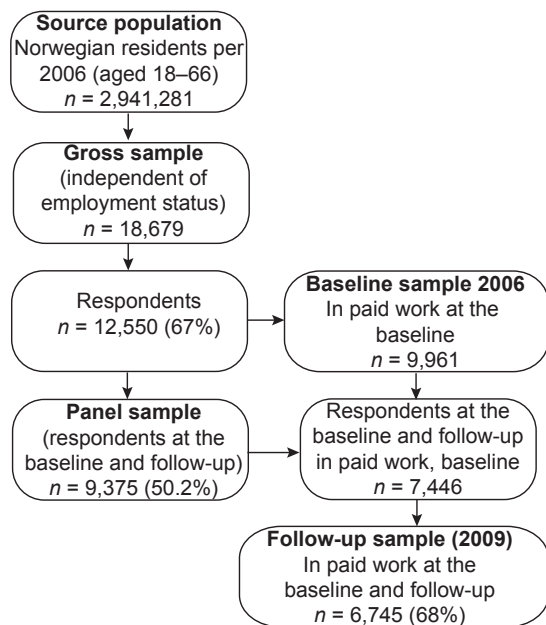 Source population
Norwegian residents per
2006 (aged 18–66)
n = 2,941,281
Gross sample
(independent of
employment status)
n = 18,679
Respondents
n = 12,550 (67%)
Baseline sample 2006
In paid work at the
baseline
n = 9,961
Panel sample
(respondents at the
baseline and follow-up)
n = 9,375 (50.2%)
Respondents at the
baseline and follow-up
in paid work, baseline
n = 7,446
Follow-up sample (2009)
In paid work at the
baseline and follow-up
n = 6,745 (68%)